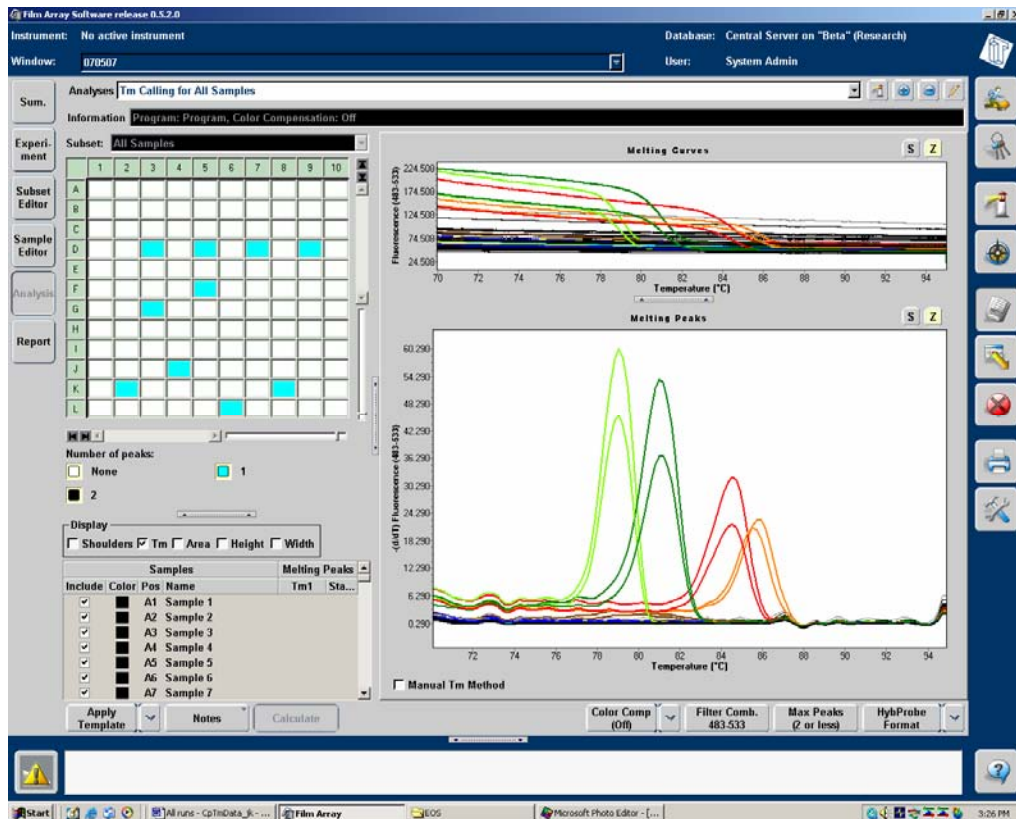 Film Array Software release 0.5.2.0
Instrument: No active instrument Database: Central Server on "Beta" (Research)
Window: 070507 User: System Admin
Sum.
Experi-
ment
Subset
Editor
Sample
Editor
Analysis
Report
Analyses Tm Calling for All Samples
Information Program: Program, Color Compensation: Off
Subset: All Samples
1 2 3 4 5 6 7 8 9 10
A
B
C
D
E
F
G
H
I
J
K
L
Number of peaks:
None 1
2
Display
Shoulders Tm Area Height Width
Samples Melting Peaks
Include Color Pos Name Tm1 Sta...
A1 Sample 1
A2 Sample 2
A3 Sample 3
A4 Sample 4
A5 Sample 5
A6 Sample 6
A7 Sample 7
Melting Curves S Z
Fluorescence (483-533)
224.500
174.500
124.500
74.500
24.500
70 72 74 76 78 80 82 84 86 88 90 92 94
Temperature [°C]
Melting Peaks S Z
-(d/dT) Fluorescence (483-533)
60.290
54.290
48.290
42.290
36.290
30.290
24.290
18.290
12.290
6.290
0.290
72 74 76 78 80 82 84 86 88 90 92 94
Temperature [°C]
Manual Tm Method
Apply
Template
Notes
Calculate
Color Comp
(Off)
Filter Comb.
483-533
Max Peaks
(2 or less)
HybProbe
Format
Start All runs - CpTmData_jk - ... Film Array EOS Microsoft Photo Editor - [... 3:26 PM